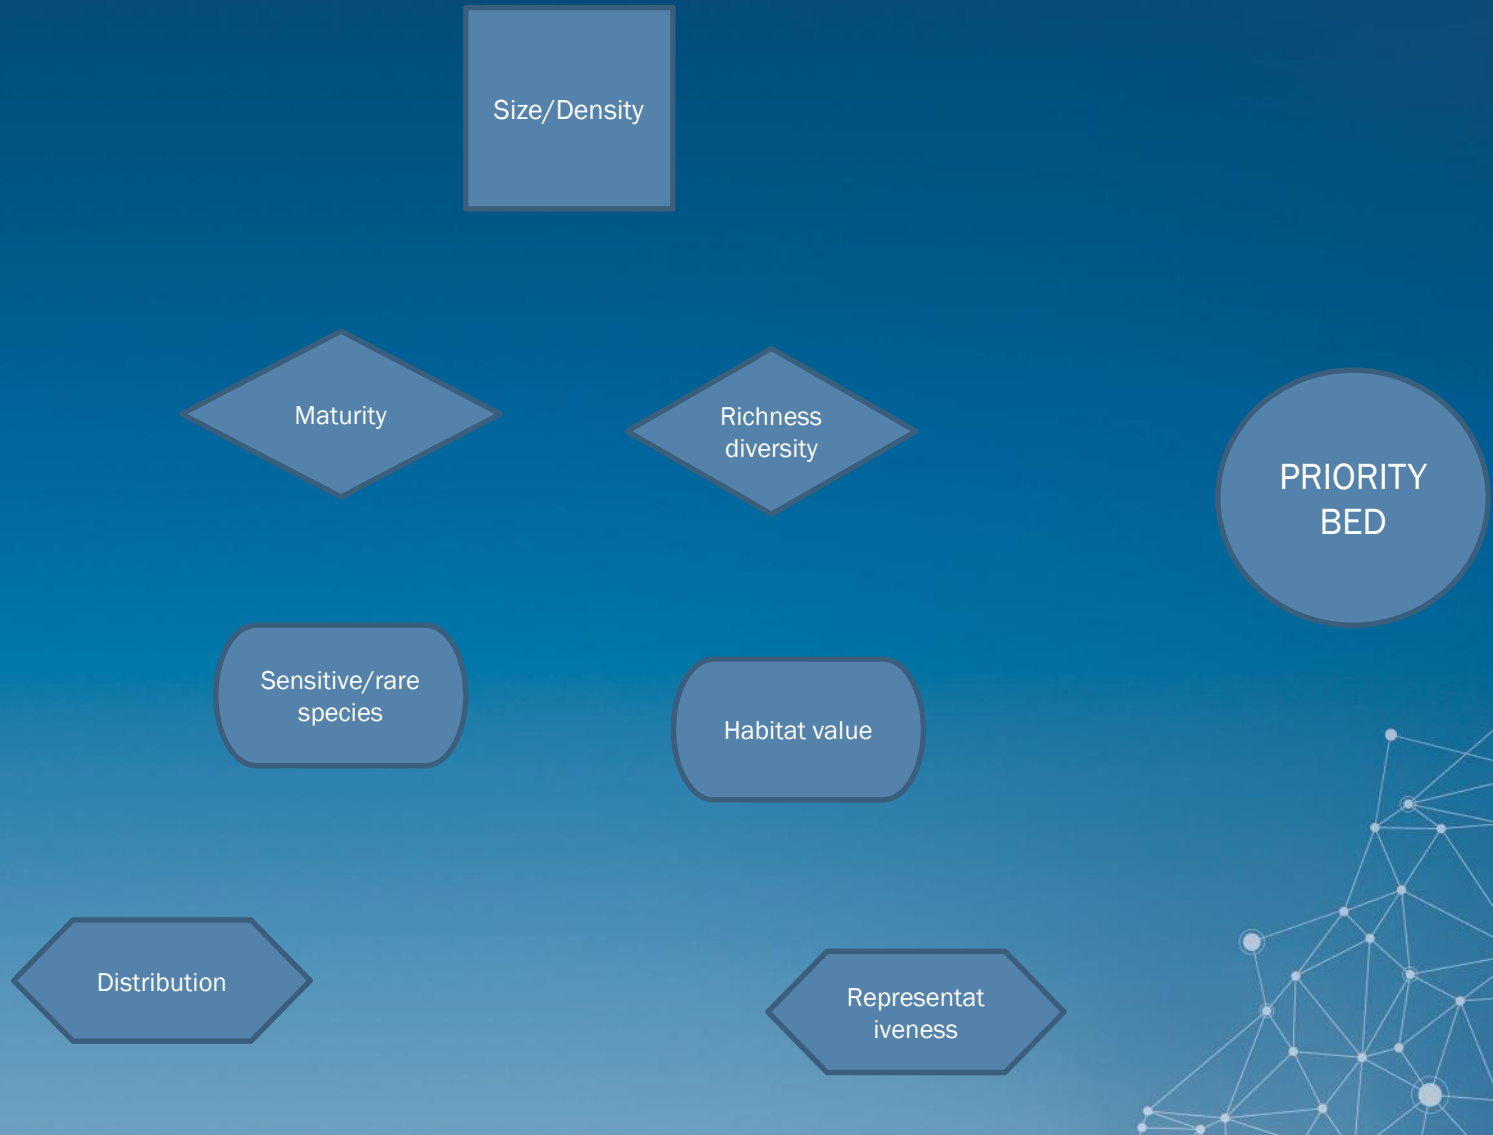 Size/Density
Maturity
Richness
diversity
PRIORITY
BED
Sensitive/rare
species
Habitat value
Distribution
Representat
iveness